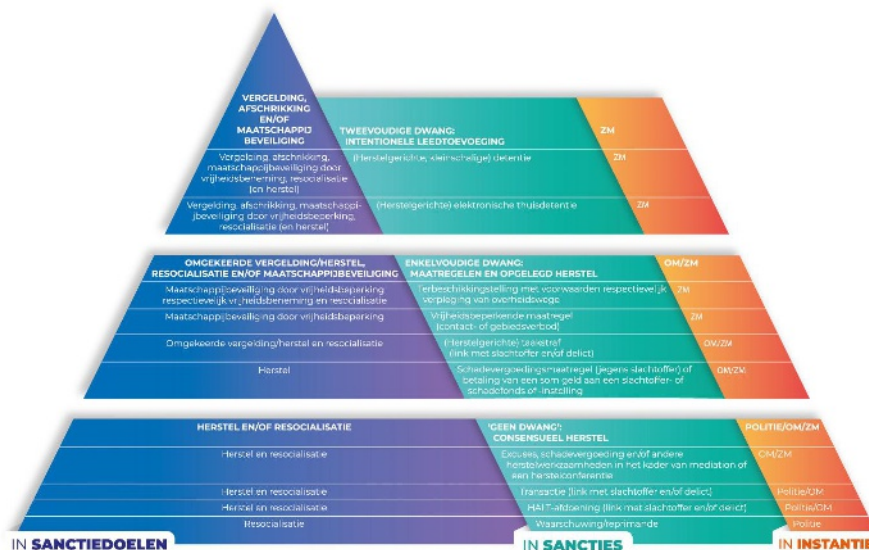 VERGELDING,
AFSCHRIKKING
EN/OF
MAATSCHAPPIJ
BEVEILIGING
TWEEVOUDIGE DWANG:
INTENTIONELE LEEDTOEVOEGING
ZM
Vergelding, afschrikking,
maatschappijbeveiliging door
vrijheidsbeneming, resocialisatie
(en herstel)
(Herstelgerichte, kleinschalige) detentie
ZM
Vergelding, afschrikking, maatschappi-
jbeveiliging door vrijheidsbeperking,
resocialisatie (en herstel)
(Herstelgerichte) elektronische thuisdetentie
ZM
OMGEKEERDE VERGELDING/HERSTEL,
RESOCIALISATIE EN/OF MAATSCHAPPIJBEVEILIGING
ENKELVOUDIGE DWANG:
MAATREGELEN EN OPGELEGD HERSTEL
OM/ZM
Maatschappijbeveiliging door vrijheidsbeperking
respectievelijk vrijheidsbeneming en resocialisatie
Terbeschikkingstelling met voorwaarden respectievelijk
verpleging van overheidswege
ZM
Maatschappijbeveiliging door vrijheidsbeperking
Vrijheidsbeperkende maatregel
(contact- of gebiedsverbod)
ZM
Omgekeerde vergelding/herstel en resocialisatie
(Herstelgerichte) taakstraf
(link met slachtoffer en/of delict)
OM/ZM
Herstel
Schadevergoedingsmaatregel (jegens slachtoffer) of
betaling van een som geld aan een slachtoffer- of
schadefonds of -instelling
OM/ZM
HERSTEL EN/OF RESOCIALISATIE
'GEEN DWANG':
CONSENSUEEL HERSTEL
POLITIE/OM/ZM
Herstel en resocialisatie
Excuses, schadevergoeding en/of andere
herstelwerkzaamheden in het kader van mediation of
een herstelconferentie
OM/ZM
Herstel en resocialisatie
Transactie (link met slachtoffer en/of delict)
Politie/OM
Herstel en resocialisatie
HALT-afdoening (link met slachtoffer en/of delict)
Politie/OM
Resocialisatie
Waarschuwing/reprimande
Politie
IN SANCTIEDOELEN
IN SANCTIES
IN INSTANTIE